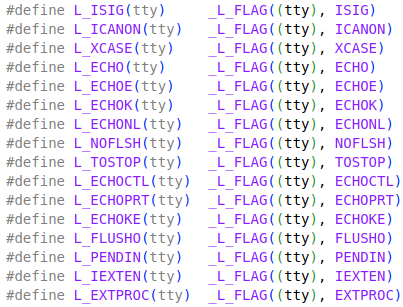 #define L_ISIG(tty)     _L_FLAG((tty), ISIG)
#define L_ICANON(tty)   _L_FLAG((tty), ICANON)
#define L_XCASE(tty)    _L_FLAG((tty), XCASE)
#define L_ECHO(tty)     _L_FLAG((tty), ECHO)
#define L_ECHOE(tty)    _L_FLAG((tty), ECHOE)
#define L_ECHOK(tty)    _L_FLAG((tty), ECHOK)
#define L_ECHONL(tty)   _L_FLAG((tty), ECHONL)
#define L_NOFLSH(tty)   _L_FLAG((tty), NOFLSH)
#define L_TOSTOP(tty)   _L_FLAG((tty), TOSTOP)
#define L_ECHOCTL(tty)  _L_FLAG((tty), ECHOCTL)
#define L_ECHOPRT(tty)  _L_FLAG((tty), ECHOPRT)
#define L_ECHOKE(tty)   _L_FLAG((tty), ECHOKE)
#define L_FLUSHO(tty)   _L_FLAG((tty), FLUSHO)
#define L_PENDIN(tty)   _L_FLAG((tty), PENDIN)
#define L_IEXTEN(tty)   _L_FLAG((tty), IEXTEN)
#define L_EXTPROC(tty)  _L_FLAG((tty), EXTPROC)